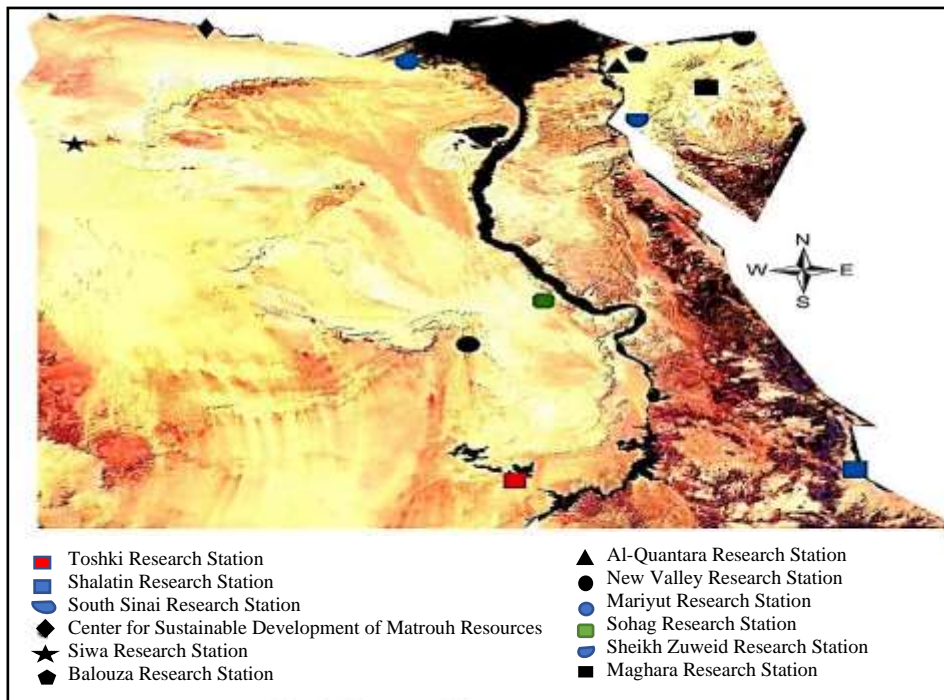 N
W E
S
Toshki Research Station
Shalatin Research Station
South Sinai Research Station
Center for Sustainable Development of Matrouh Resources
Siwa Research Station
Balouza Research Station
Al-Quantara Research Station
New Valley Research Station
Mariyut Research Station
Sohag Research Station
Sheikh Zuweid Research Station
Maghara Research Station